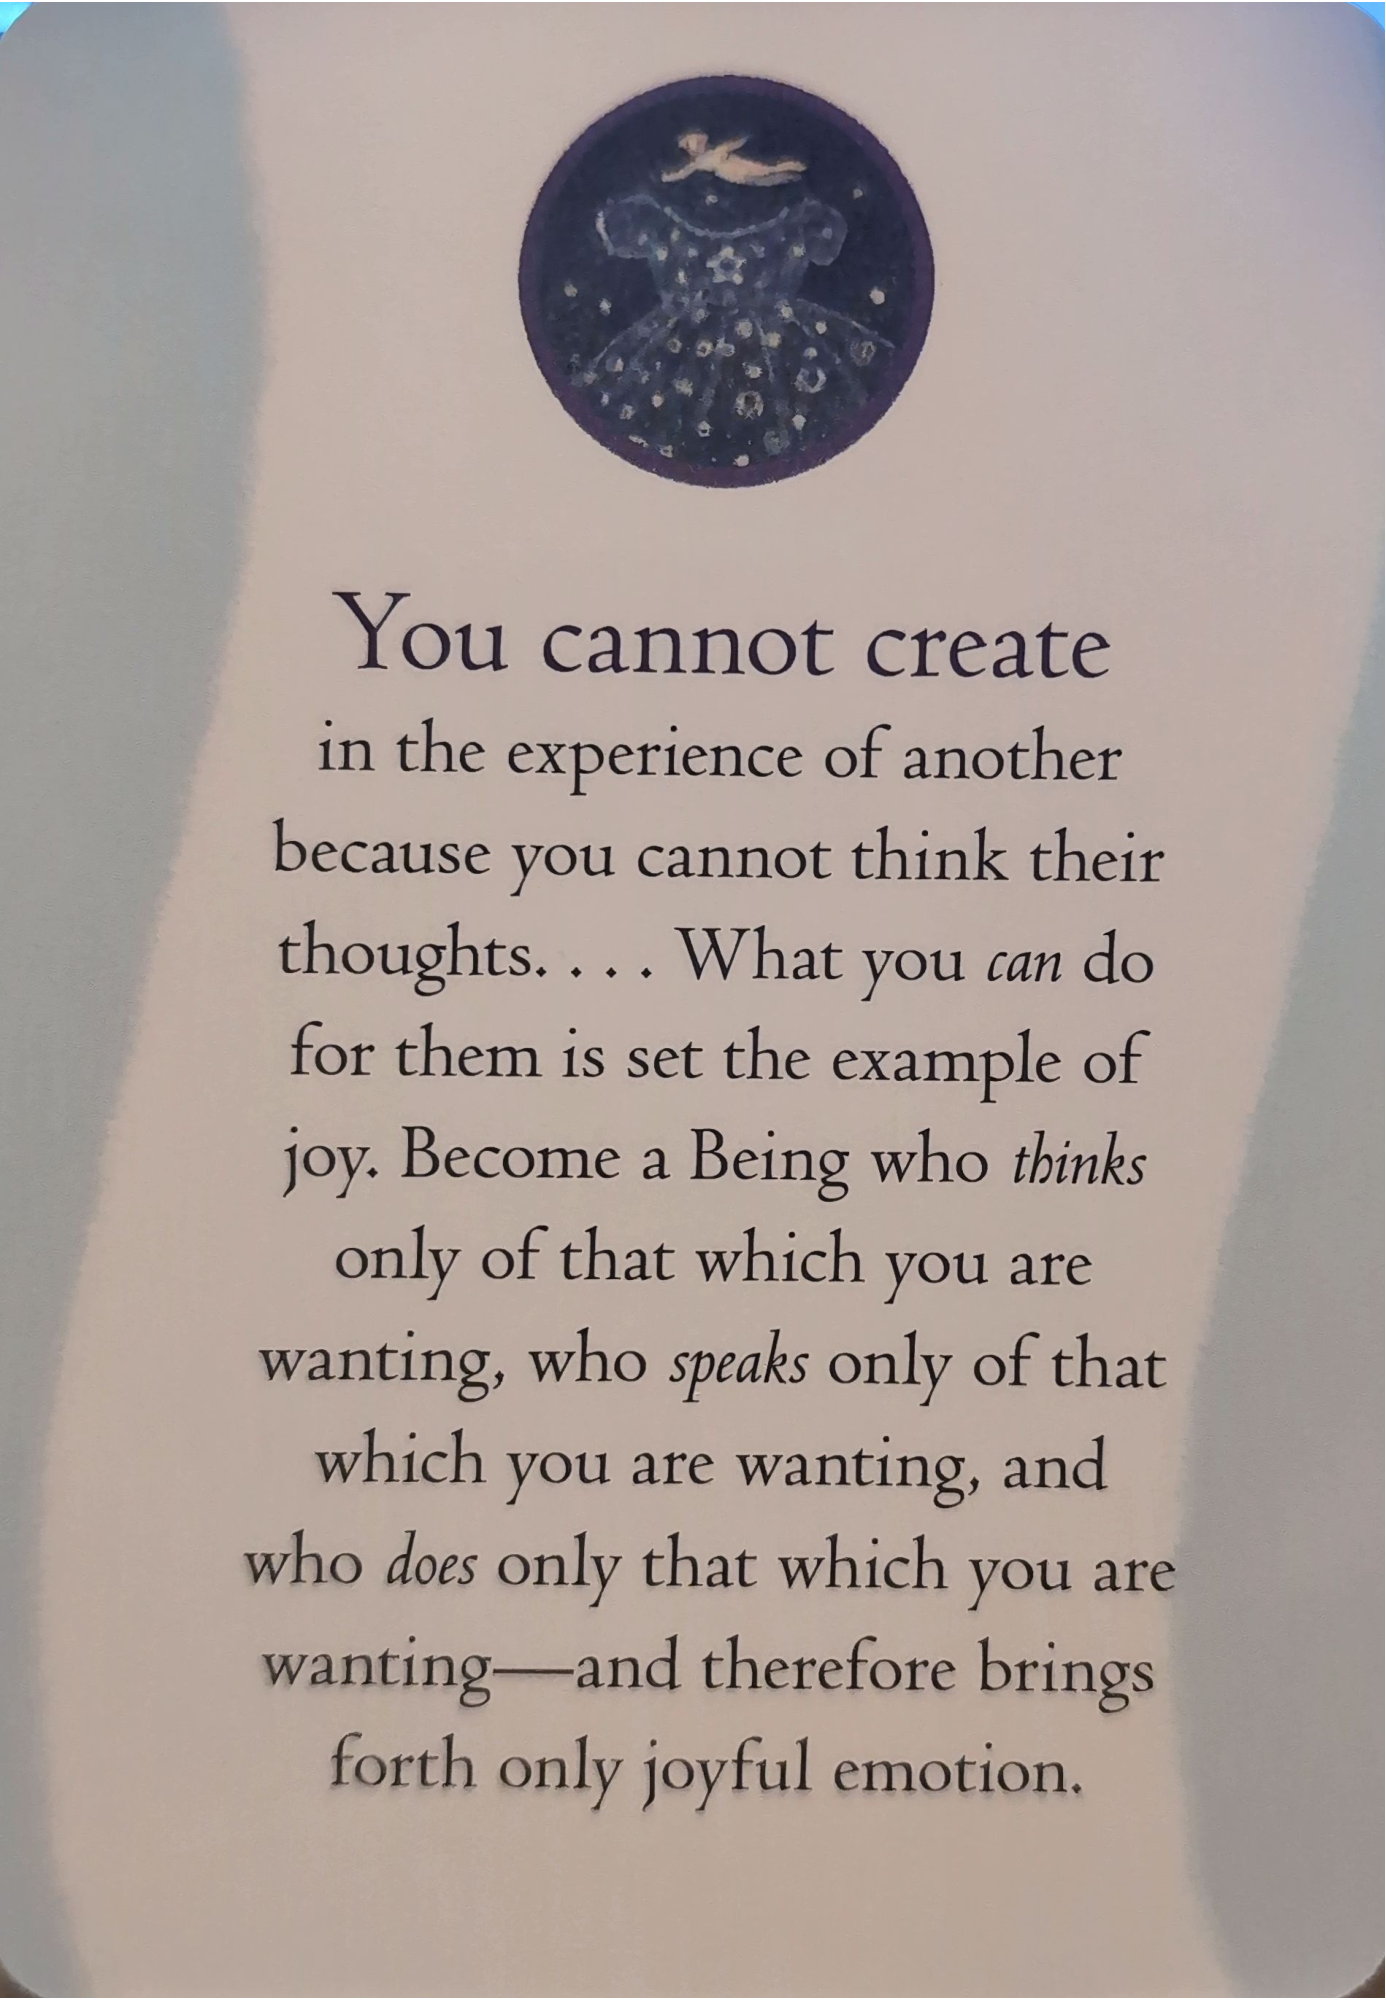 You cannot create
in the experience of another
because you cannot think their
thoughts. . . . What you can do
for them is set the example of
joy. Become a Being who thinks
only of that which you are
wanting, who speaks only of that
which you are wanting, and
who does only that which you are
wanting—and therefore brings
forth only joyful emotion.